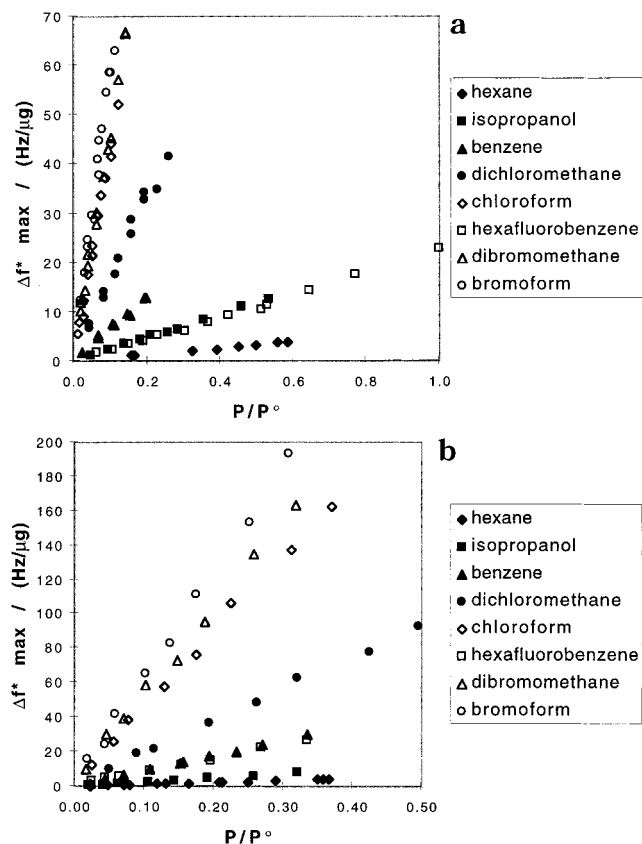 a
70
60
50
40
30
20
10
0
Δf* max / (Hz/µg)
0.0 0.2 0.4 0.6 0.8 1.0
P/P°
hexane
isopropanol
benzene
dichloromethane
chloroform
hexafluorobenzene
dibromomethane
bromoform
b
200
180
160
140
120
100
80
60
40
20
0
Δf* max / (Hz/µg)
0.00 0.10 0.20 0.30 0.40 0.50
P/P°
hexane
isopropanol
benzene
dichloromethane
chloroform
hexafluorobenzene
dibromomethane
bromoform